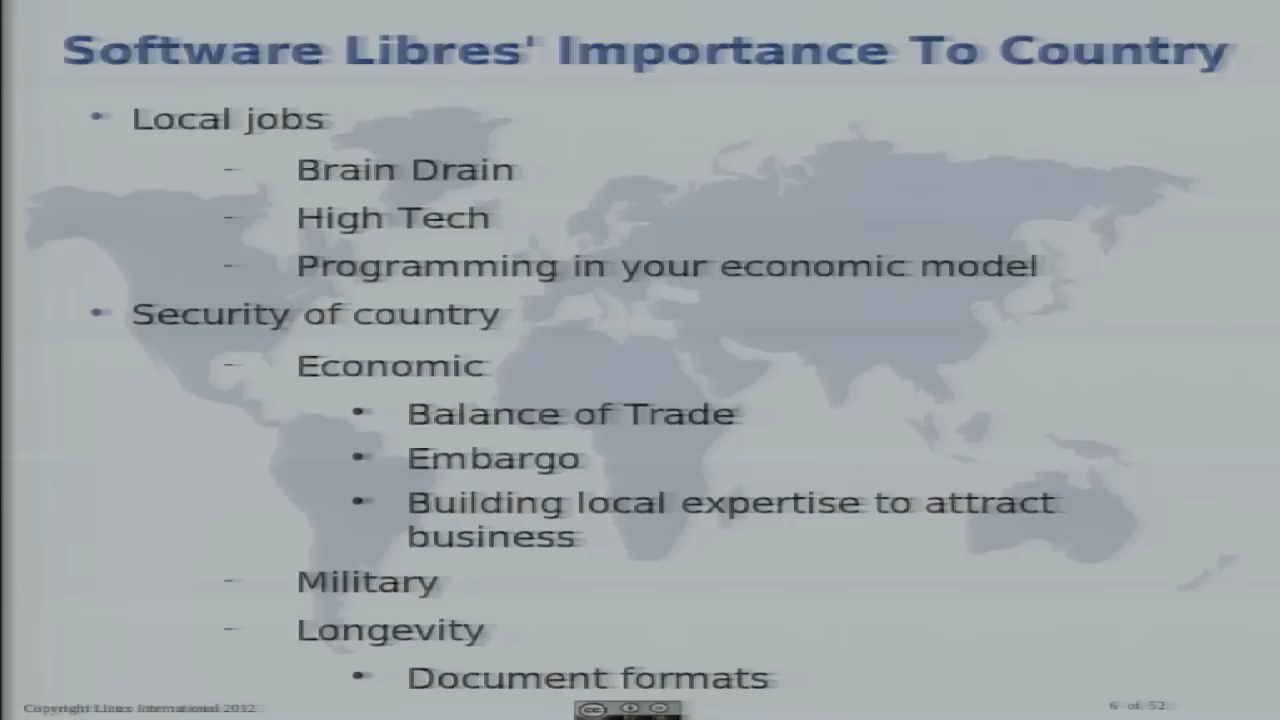 Software Libres' Importance To Country
• Local jobs
– Brain Drain
– High Tech
– Programming in your economic model
• Security of country
– Economic
• Balance of Trade
• Embargo
• Building local expertise to attract
business
– Military
– Longevity
• Document formats
Copyright Linux International 2012
cc
6 of 52